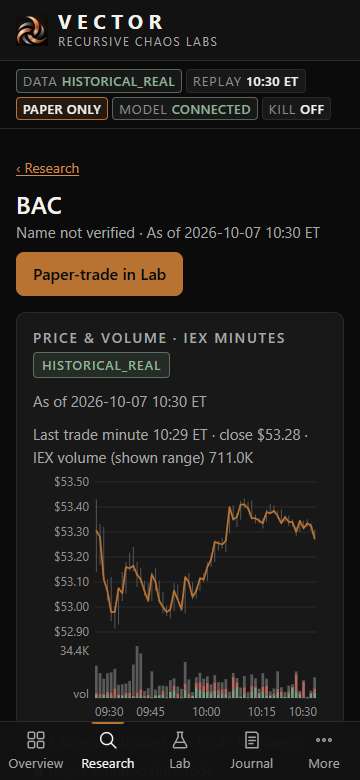 VECTOR
RECURSIVE CHAOS LABS
DATA HISTORICAL_REAL REPLAY 10:30 ET
PAPER ONLY MODEL CONNECTED KILL OFF
‹ Research
BAC
Name not verified · As of 2026-10-07 10:30 ET
Paper-trade in Lab
PRICE & VOLUME · IEX MINUTES
HISTORICAL_REAL
As of 2026-10-07 10:30 ET
Last trade minute 10:29 ET · close $53.28 ·
IEX volume (shown range) 711.0K
$53.50
$53.40
$53.30
$53.20
$53.10
$53.00
$52.90
34.4K
vol
09:30 09:45 10:00 10:15 10:30
Overview Research Lab Journal More